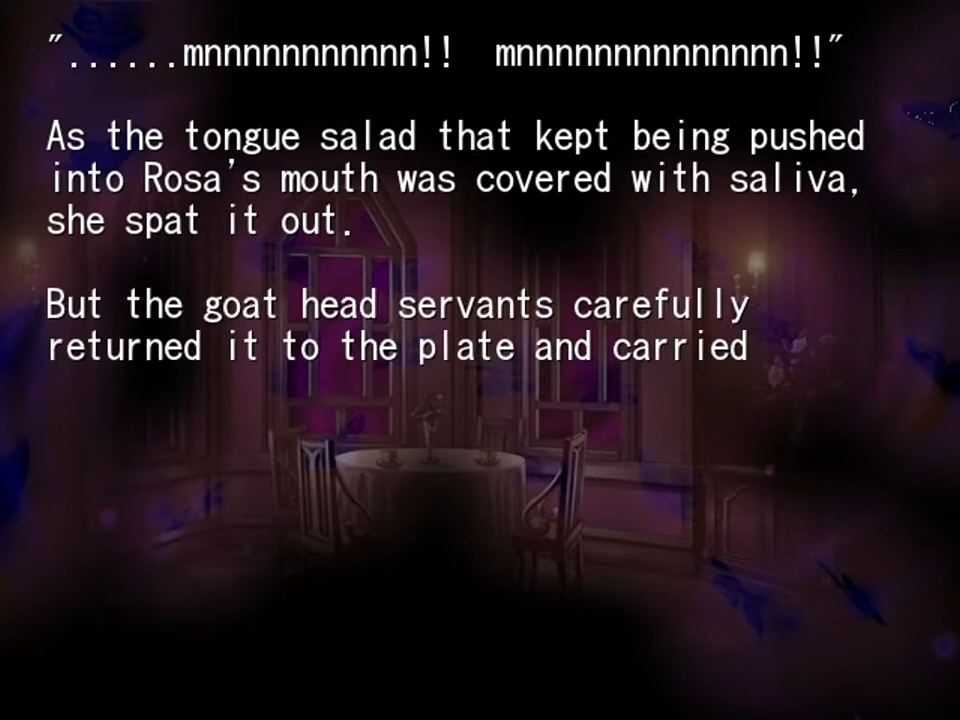 "......mnnnnnnnnnnnn!!  mnnnnnnnnnnnnnn!!"
As the tongue salad that kept being pushed
into Rosa's mouth was covered with saliva,
she spat it out.
But the goat head servants carefully
returned it to the plate and carried